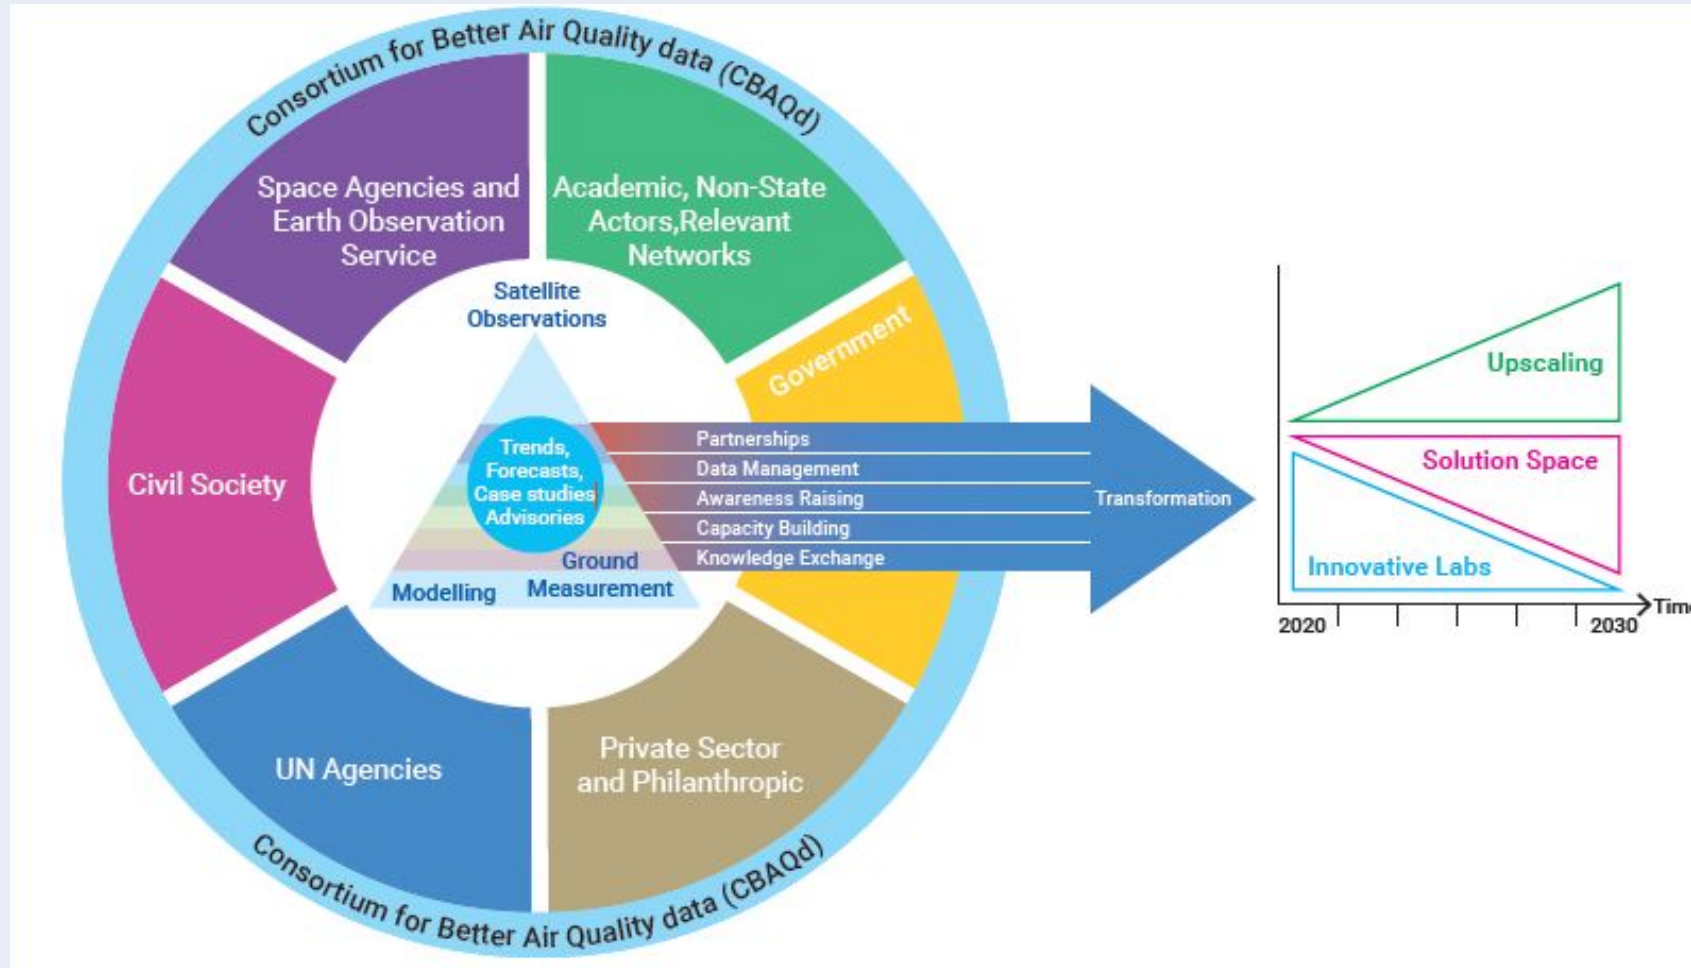 Consortium for Better Air Quality data (CBAQd)
Space Agencies and
Earth Observation
Service
Academic, Non-State
Actors,Relevant
Networks
Government
Civil Society
UN Agencies
Private Sector
and Philanthropic
Satellite
Observations
Trends,
Forecasts,
Case studies
Advisories
Modelling
Ground
Measurement
Partnerships
Data Management
Awareness Raising
Capacity Building
Knowledge Exchange
Transformation
Upscaling
Solution Space
Innovative Labs
2020
2030
Consortium for Better Air Quality data (CBAQd)